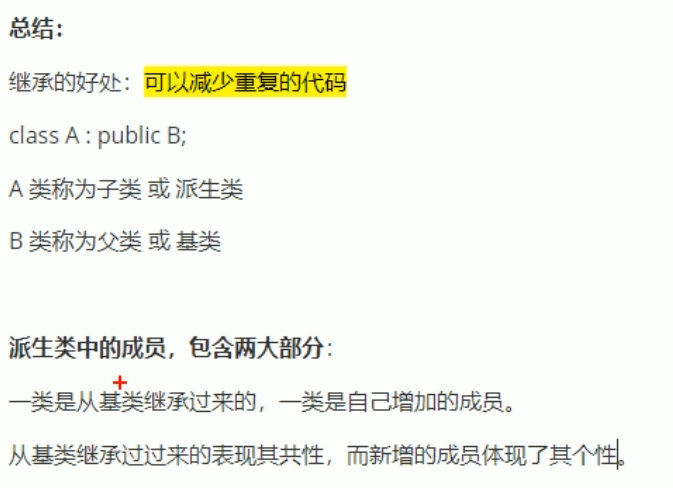 总结：
继承的好处：可以减少重复的代码
class A : public B;
A 类称为子类 或 派生类
B 类称为父类 或 基类
派生类中的成员，包含两大部分：
一类是从基类继承过来的，一类是自己增加的成员。
从基类继承过过来的表现其共性，而新增的成员体现了其个性。